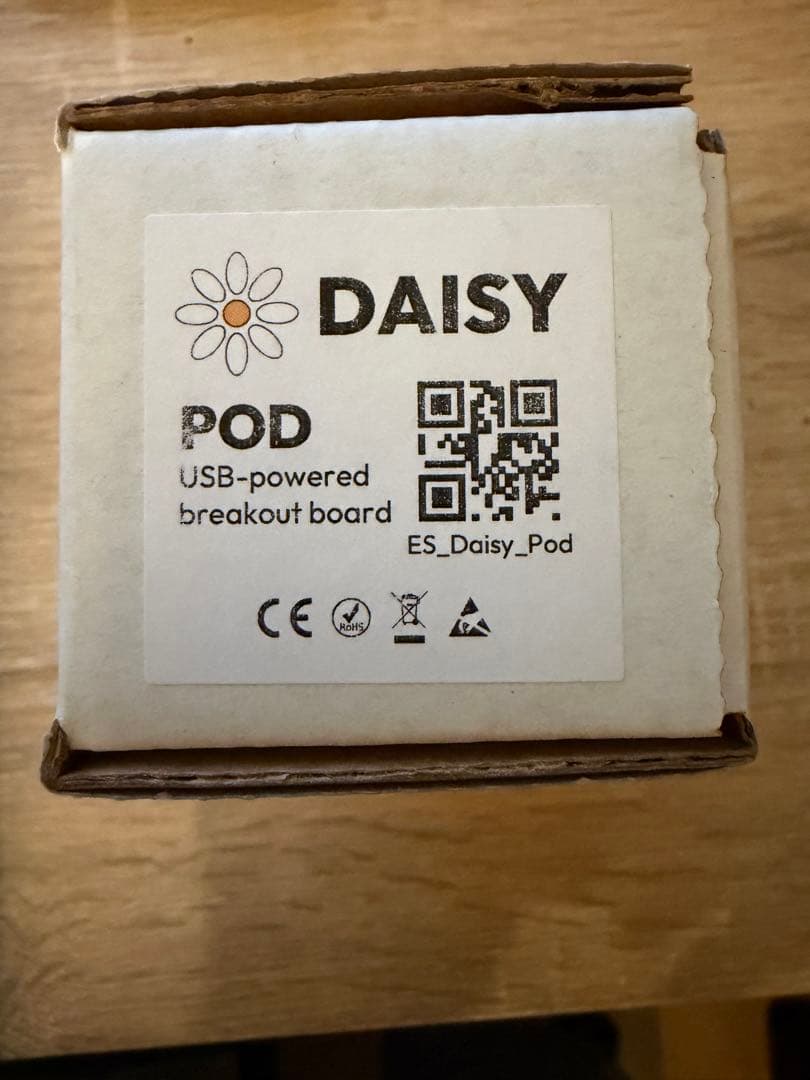 DAISY
POD
USB-powered
breakout board
ES_Daisy_Pod
CE
RoHS